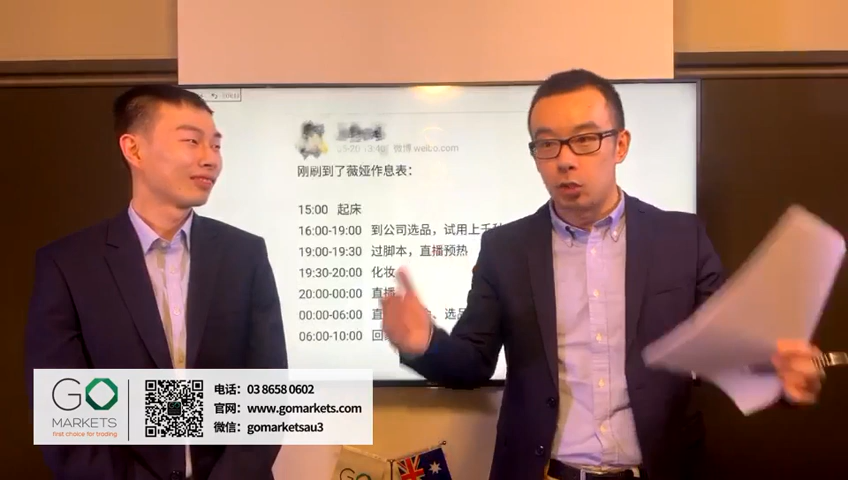 微博 weibo.com
刚刷到了薇娅作息表：
15:00 起床
16:00-19:00 到公司选品，试用上千
19:00-19:30 过脚本，直播预热
19:30-20:00 化妆
20:00-00:00 直播
00:00-06:00 直 、选品
06:00-10:00 回
GO
MARKETS
first choice for trading
电话：03 8658 0602
官网：www.gomarkets.com
微信：gomarketsau3
GO